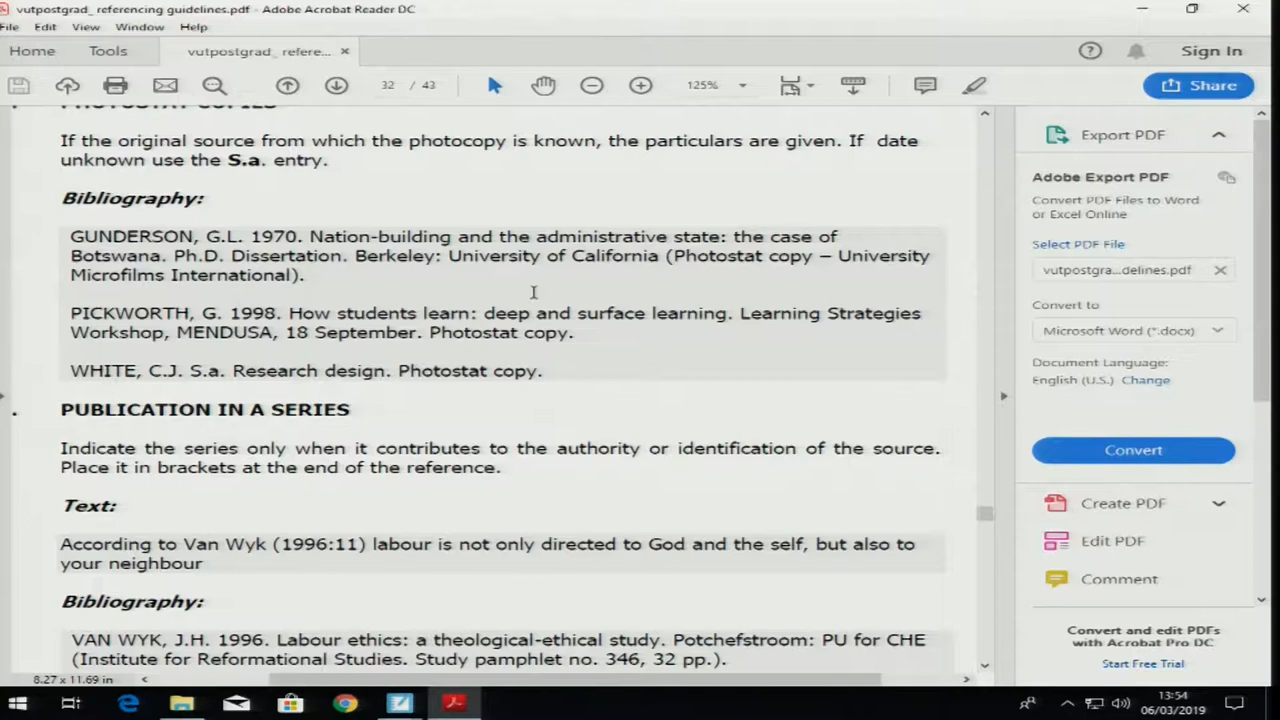 vutpostgrad_ referencing guidelines.pdf - Adobe Acrobat Reader DC
File Edit View Window Help
Home Tools vutpostgrad_ refere... ×
? Sign In
32 / 43 125% Share
PHOTOSTAT COPIES
If the original source from which the photocopy is known, the particulars are given. If date
unknown use the S.a. entry.
Bibliography:
GUNDERSON, G.L. 1970. Nation-building and the administrative state: the case of
Botswana. Ph.D. Dissertation. Berkeley: University of California (Photostat copy – University
Microfilms International).
PICKWORTH, G. 1998. How students learn: deep and surface learning. Learning Strategies
Workshop, MENDUSA, 18 September. Photostat copy.
WHITE, C.J. S.a. Research design. Photostat copy.
. PUBLICATION IN A SERIES
Indicate the series only when it contributes to the authority or identification of the source.
Place it in brackets at the end of the reference.
Text:
According to Van Wyk (1996:11) labour is not only directed to God and the self, but also to
your neighbour
Bibliography:
VAN WYK, J.H. 1996. Labour ethics: a theological-ethical study. Potchefstroom: PU for CHE
(Institute for Reformational Studies. Study pamphlet no. 346, 32 pp.).
8.27 x 11.69 in
Export PDF
Adobe Export PDF
Convert PDF Files to Word
or Excel Online
Select PDF File
vutpostgra...delines.pdf
Convert to
Microsoft Word (*.docx)
Document Language:
English (U.S.) Change
Convert
Create PDF
Edit PDF
Comment
Convert and edit PDFs
with Acrobat Pro DC
Start Free Trial
13:54
06/03/2019